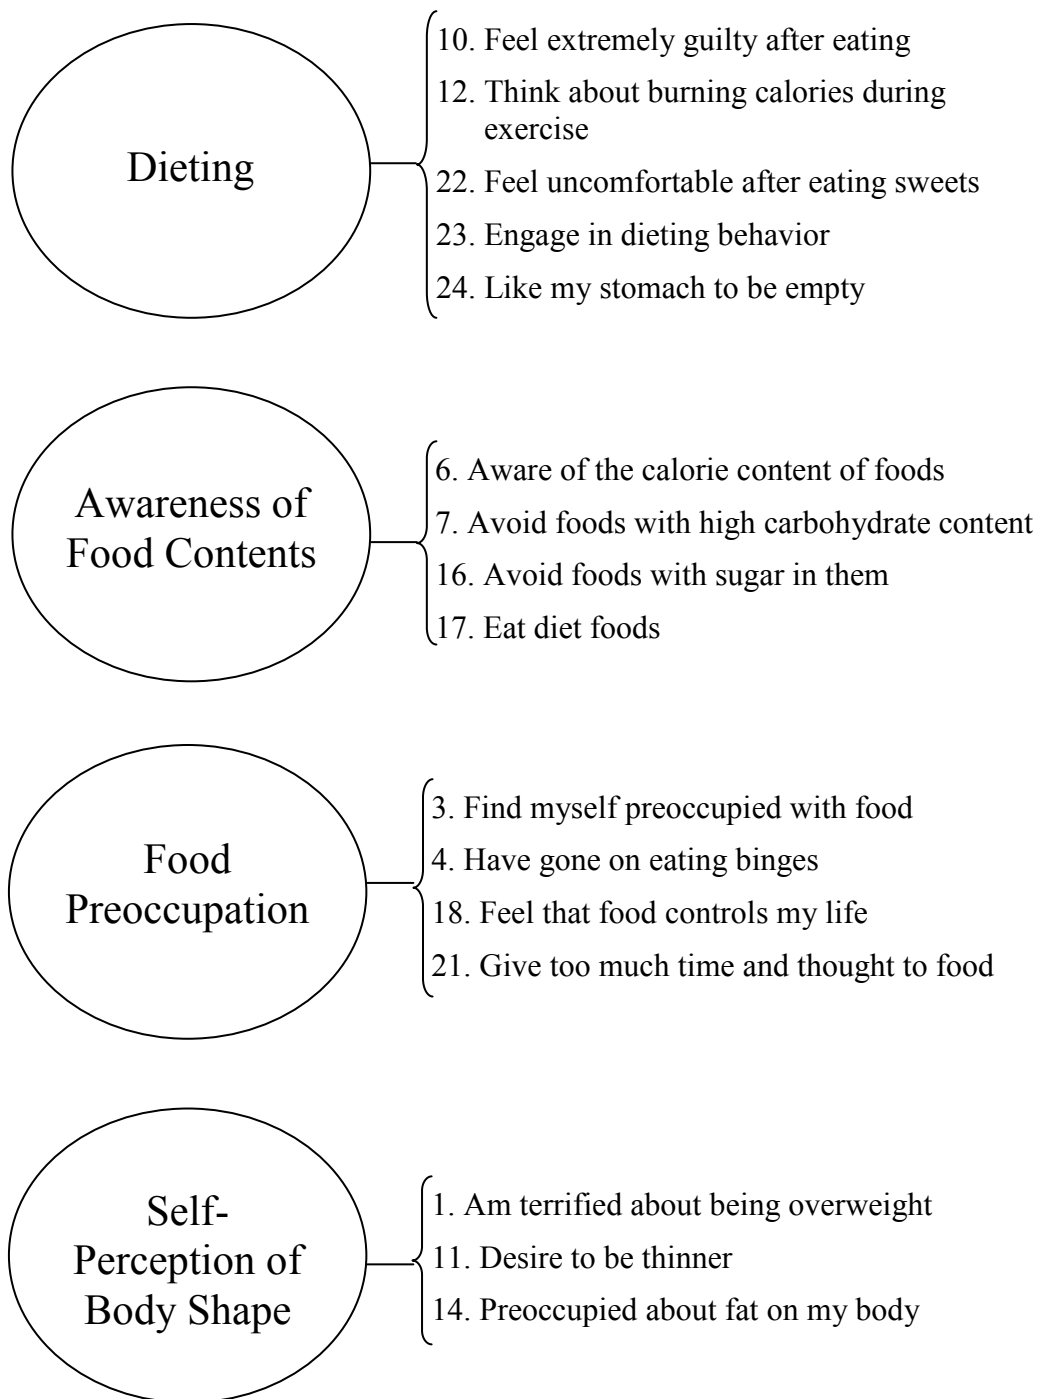 Dieting
10. Feel extremely guilty after eating
12. Think about burning calories during
exercise
22. Feel uncomfortable after eating sweets
23. Engage in dieting behavior
24. Like my stomach to be empty
Awareness of
Food Contents
6. Aware of the calorie content of foods
7. Avoid foods with high carbohydrate content
16. Avoid foods with sugar in them
17. Eat diet foods
Food
Preoccupation
3. Find myself preoccupied with food
4. Have gone on eating binges
18. Feel that food controls my life
21. Give too much time and thought to food
Self-
Perception of
Body Shape
1. Am terrified about being overweight
11. Desire to be thinner
14. Preoccupied about fat on my body